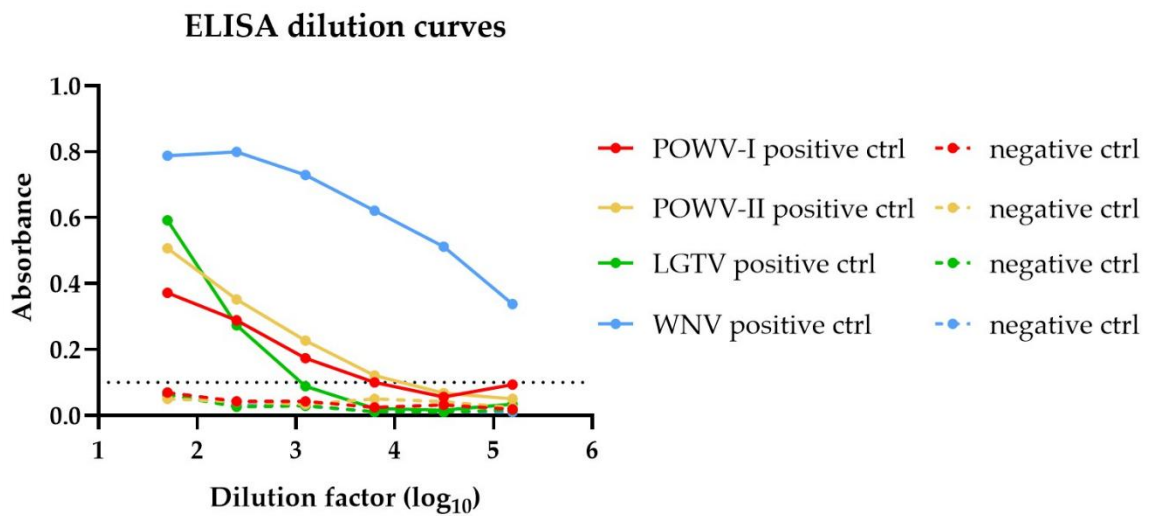 ELISA dilution curves
1.0
0.8
0.6
0.4
0.2
0.0
Absorbance
1 2 3 4 5 6
Dilution factor (log₁₀)
POWV-I positive ctrl negative ctrl
POWV-II positive ctrl negative ctrl
LGTV positive ctrl negative ctrl
WNV positive ctrl negative ctrl